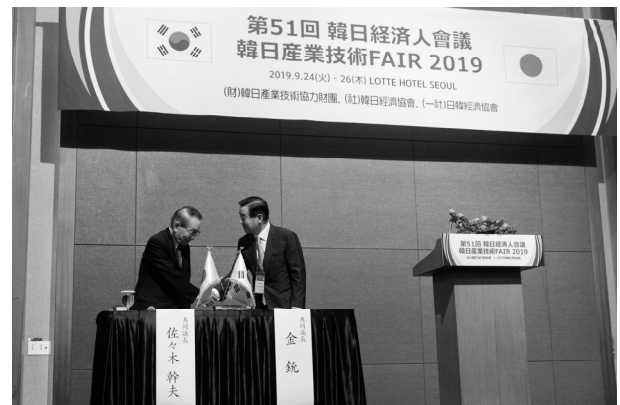 第51回 韓日経済人會議
韓日産業技術FAIR 2019
2019.9.24(火) - 26(木) LOTTE HOTEL SEOUL
(財)韓日産業技術協力財團, (社)韓日経濟協會, (一社)日韓経濟協會
第51回 韓日経済人會議
韓日産業技術FAIR 2019
共同議長
佐々木 幹夫
共同議長
金 鈗